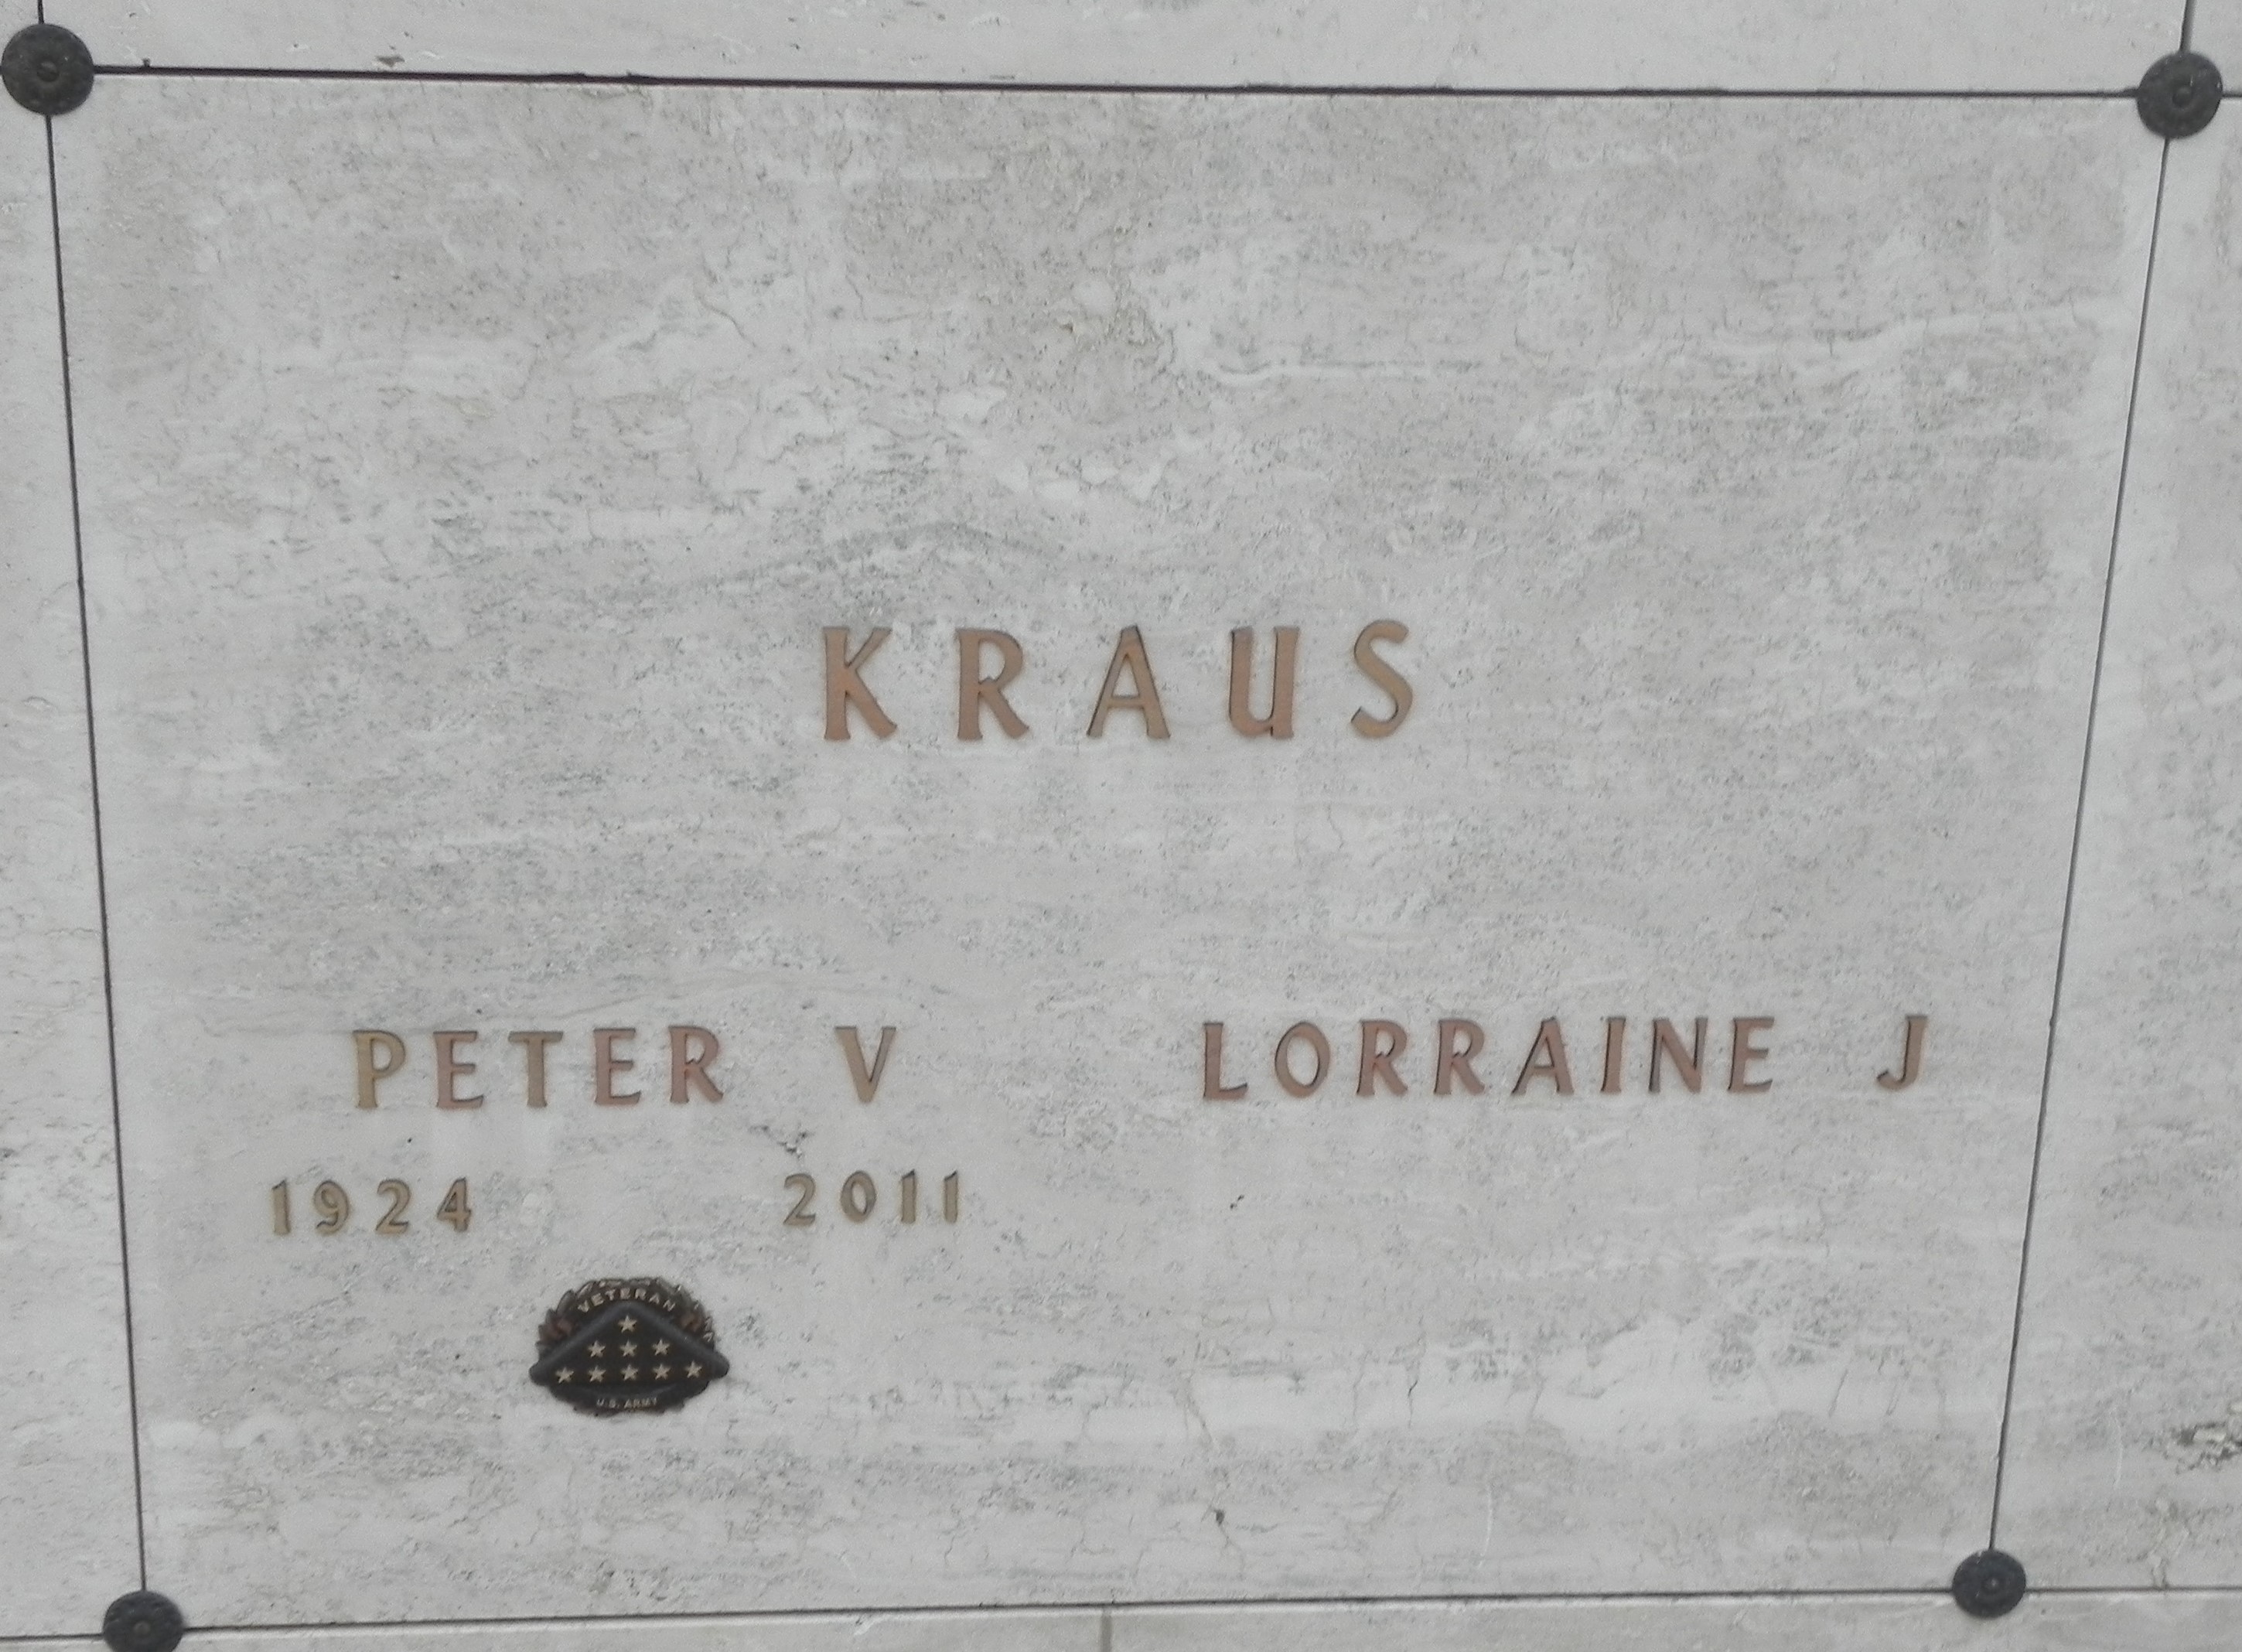 KRAUS
PETER V LORRAINE J
1924 2011
VETERAN
U.S. ARMY